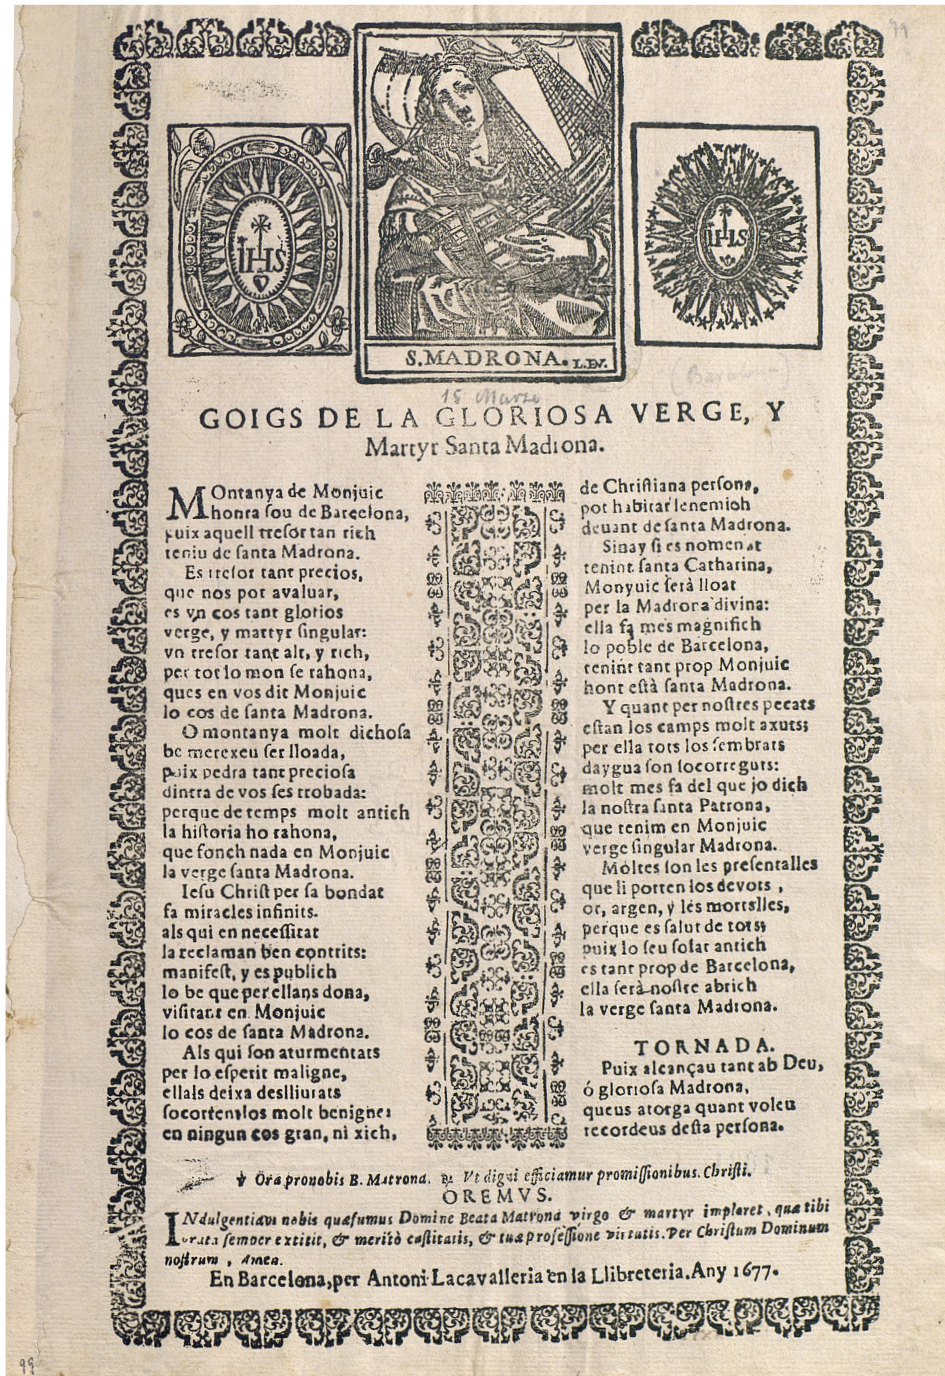 99
IHS
IHS
S. MADRONA. L. DV.
(Barcelona)
15 Marzo
GOIGS DE LA GLORIOSA VERGE, Y
Martyr Santa Madrona.
MOntanya de Monjuic
honra sou de Barcelona,
puix aquell tresor tan rich
teniu de santa Madrona.
Es tresor tant precios,
que nos pot avaluar,
es vn cos tant glorios
verge, y martyr singular:
vn tresor tant alt, y rich,
per tot lo mon se rahona,
ques en vos dit Monjuic
lo cos de santa Madrona.
O montanya molt dichosa
be merexeu ser lloada,
puix pedra tant preciosa
dintra de vos ses trobada:
perque de temps molt antich
la historia ho rahona,
que fonch nada en Monjuic
la verge santa Madrona.
Iesu Christ per sa bondat
fa miracles infinits.
als qui en necessitat
la reclaman ben contrits:
manifest, y es publich
lo be que per ellans dona,
visitant en Monjuic
lo cos de santa Madrona.
Als qui son aturmentats
per lo esperit maligne,
ellals deixa deslliurats
socorrentlos molt benigne:
en ningun cos gran, ni xich,
de Christiana persona,
pot habitar lenemich
deuant de santa Madrona.
Sinay si es nomenat
tenint santa Catharina,
Monyuic serà lloat
per la Madrona divina:
ella fa mes magnifich
lo poble de Barcelona,
tenint tant prop Monjuic
hont està santa Madrona.
Y quant per nostres pecats
estan los camps molt axuts;
per ella tots los sembrats
daygua son socorreguts:
molt mes fa del que jo dich
la nostra santa Patrona,
que tenim en Monjuic
verge singular Madrona.
Moltes son les presentalles
que li porten los devots,
or, argen, y les mortalles,
perque es salut de tots;
puix lo seu solar antich
es tant prop de Barcelona,
ella serà nostre abrich
la verge santa Madrona.
TORNADA.
Puix alcançau tant ab Deu,
ó gloriosa Madrona,
queus atorga quant voleu
recordeus desta persona.
℣ Ora pro nobis B. Matrona. ℟ Vt digni efficiamur promissionibus. Christi.
OREMVS.
INdulgentiam nobis quæsumus Domine Beata Matrona virgo & martyr imploret, quæ tibi
grata semper extitit, & meritò castitatis, & tuæ professione virtutis. Per Christum Dominum
nostrum, Amen.
En Barcelona, per Antoni Lacavalleria en la Llibreteria. Any 1677.
99